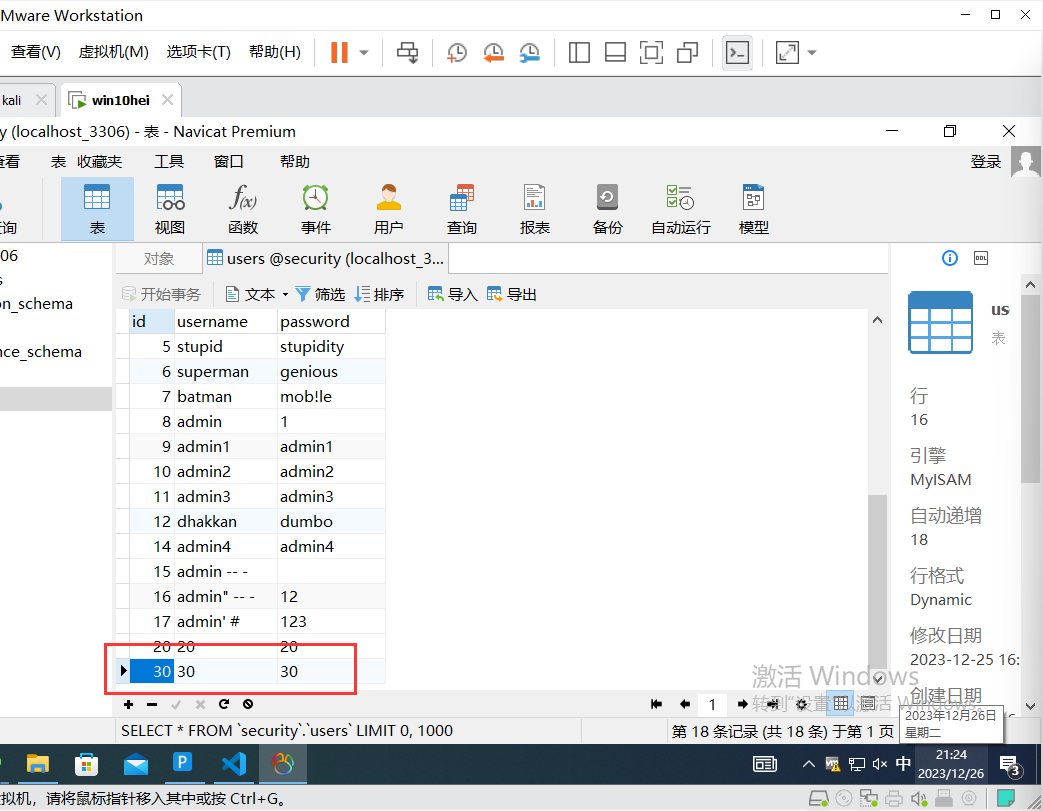 Mware Workstation
查看(V) 虚拟机(M) 选项卡(T) 帮助(H)
kali win10hei
y (localhost_3306) - 表 - Navicat Premium
查看 表 收藏夹 工具 窗口 帮助 登录
查询 表 视图 函数 事件 用户 查询 报表 备份 自动运行 模型
f(x)
06
s
on_schema
nce_schema
对象 users @security (localhost_3...
开始事务 文本 筛选 排序 导入 导出
id username password
5 stupid stupidity
6 superman genious
7 batman mob!le
8 admin 1
9 admin1 admin1
10 admin2 admin2
11 admin3 admin3
12 dhakkan dumbo
14 admin4 admin4
15 admin -- -
16 admin" -- - 12
17 admin' # 123
20 20 20
30 30 30
1
SELECT * FROM `security`.`users` LIMIT 0, 1000
第 18 条记录 (共 18 条) 于第 1 页
DDL
us
表
行
16
引擎
MyISAM
自动递增
18
行格式
Dynamic
修改日期
2023-12-25 16:
创建日期
激活 Windows
转到"设置"以激活 Windows。
2023年12月26日
星期二
中
21:24
2023/12/26
3
拟机，请将鼠标指针移入其中或按 Ctrl+G。